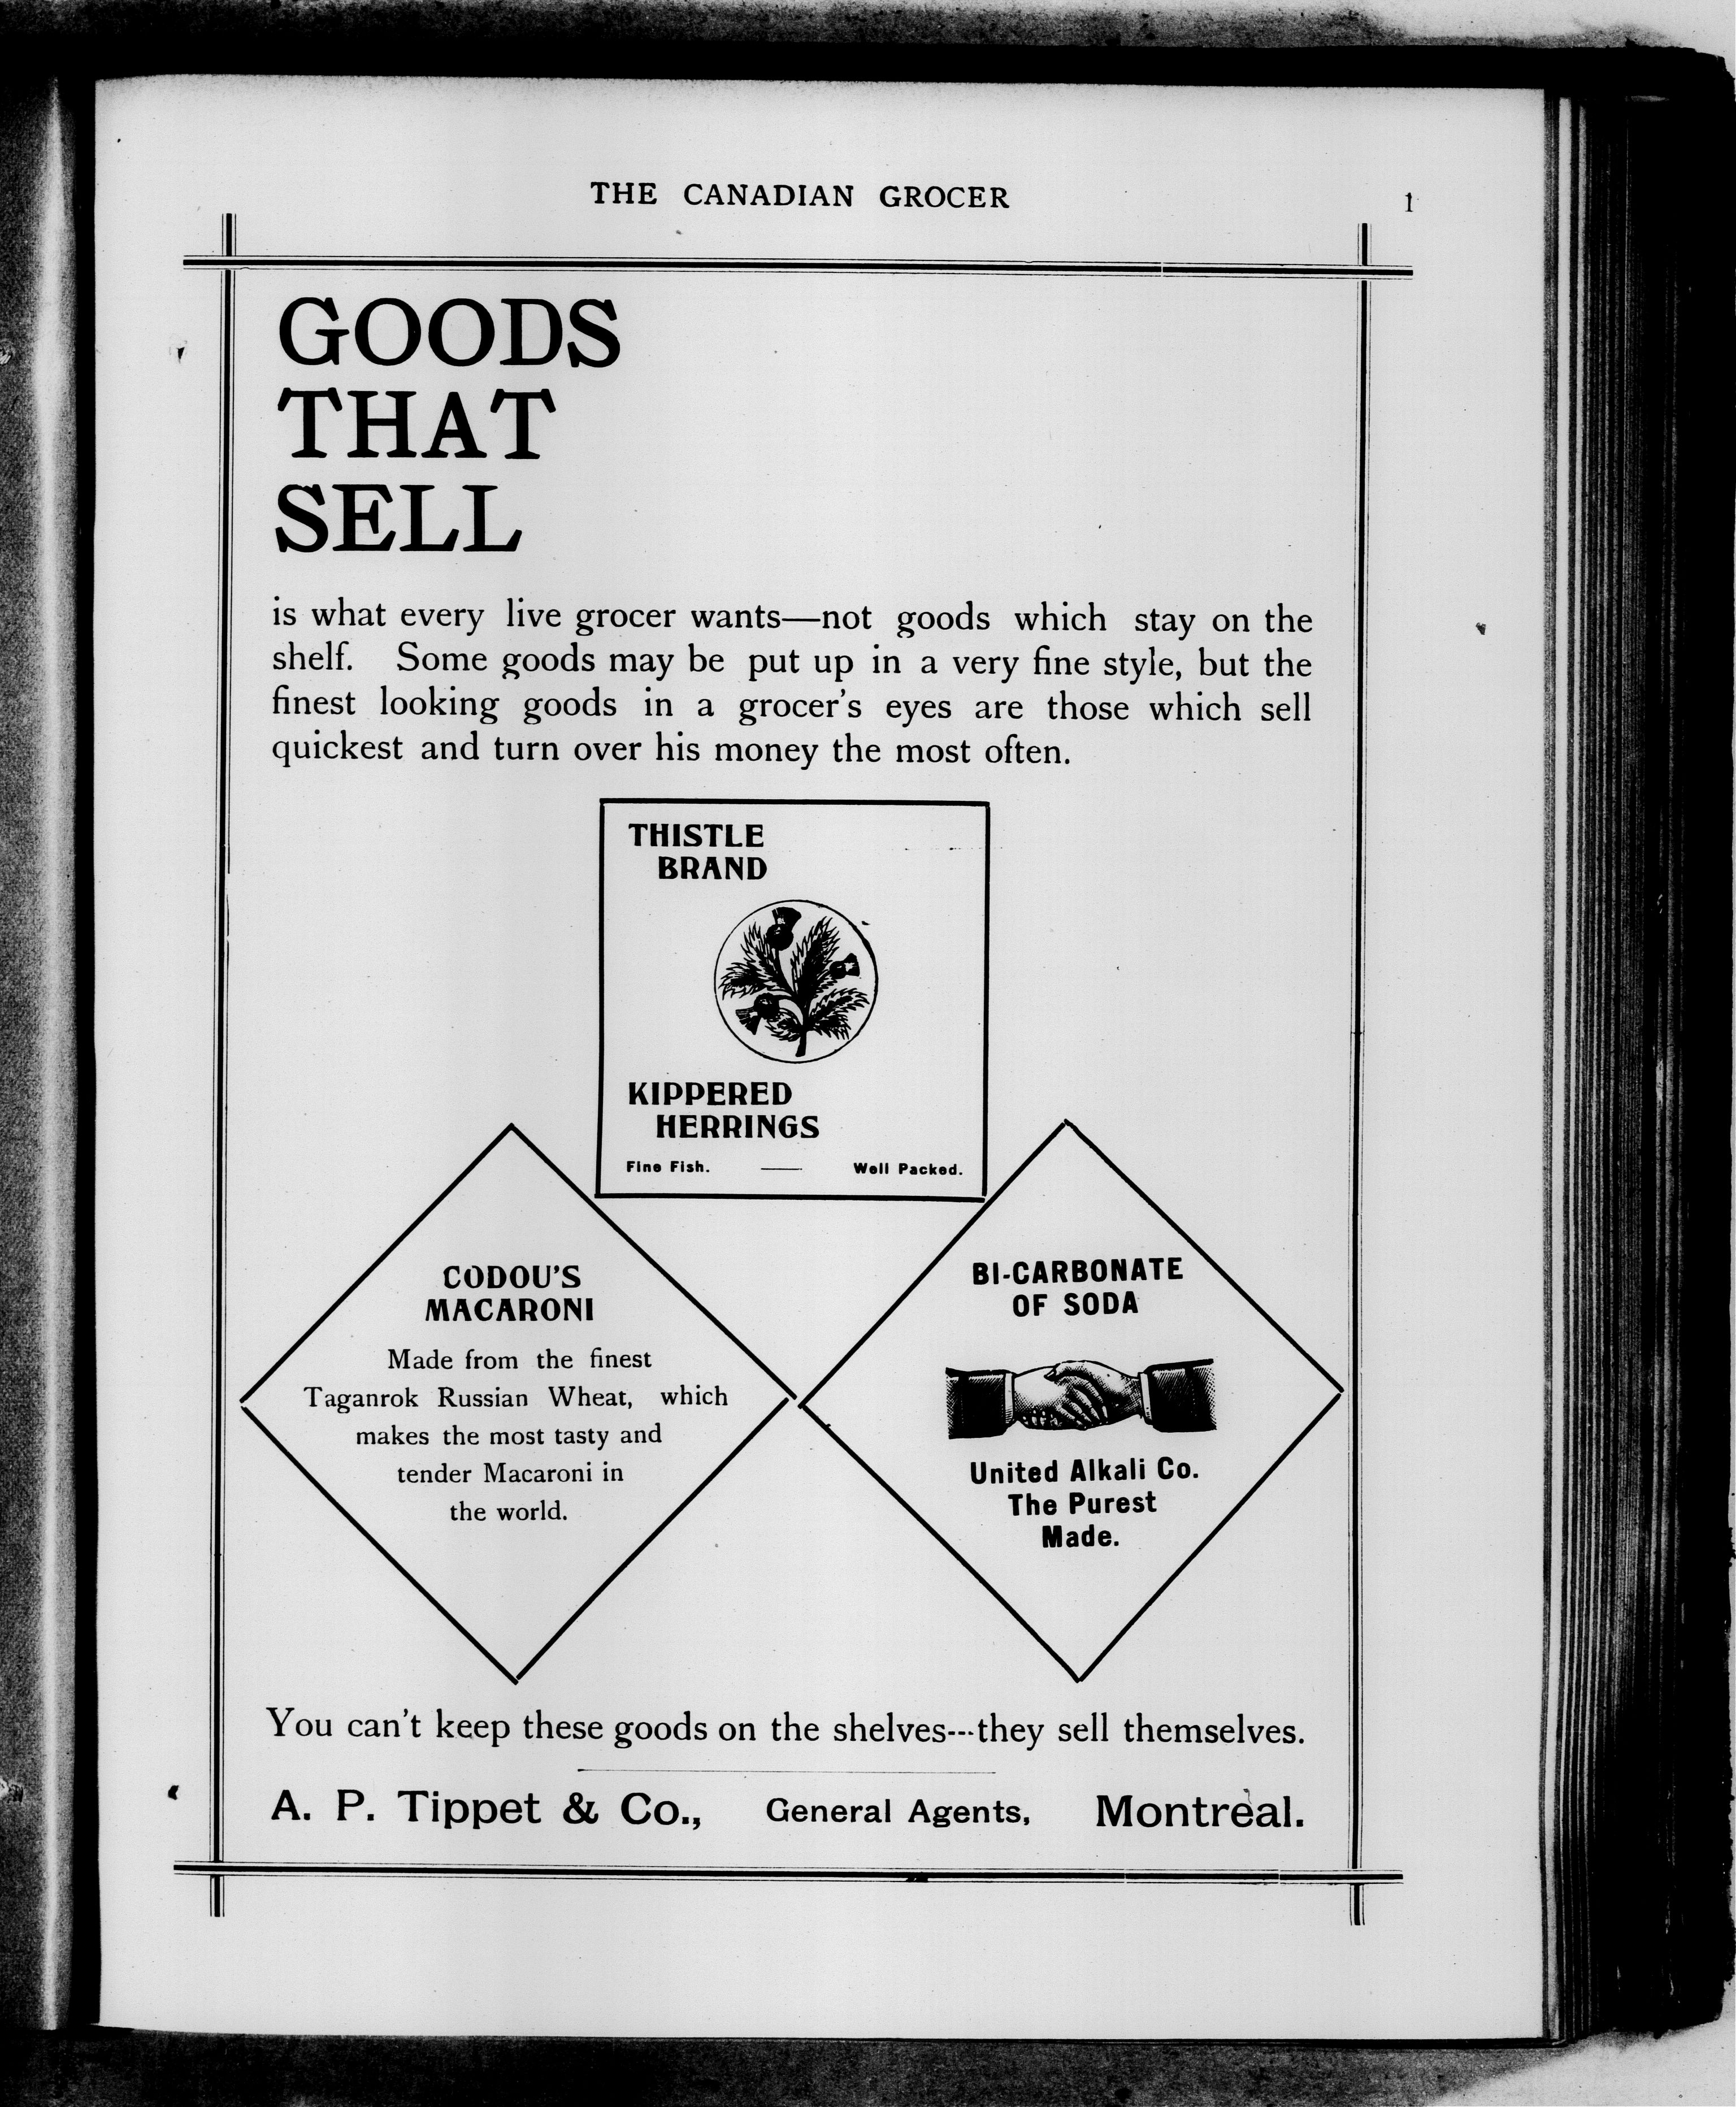 THE CANADIAN GROCER
1
GOODS
THAT
SELL
is what every live grocer wants—not goods which stay on the
shelf. Some goods may be put up in a very fine style, but the
finest looking goods in a grocer's eyes are those which sell
quickest and turn over his money the most often.
THISTLE
BRAND
KIPPERED
HERRINGS
Fine Fish. — Well Packed.
CODOU'S
MACARONI
Made from the finest
Taganrok Russian Wheat, which
makes the most tasty and
tender Macaroni in
the world.
BI-CARBONATE
OF SODA
United Alkali Co.
The Purest
Made.
You can't keep these goods on the shelves---they sell themselves.
A. P. Tippet & Co., General Agents, Montreal.